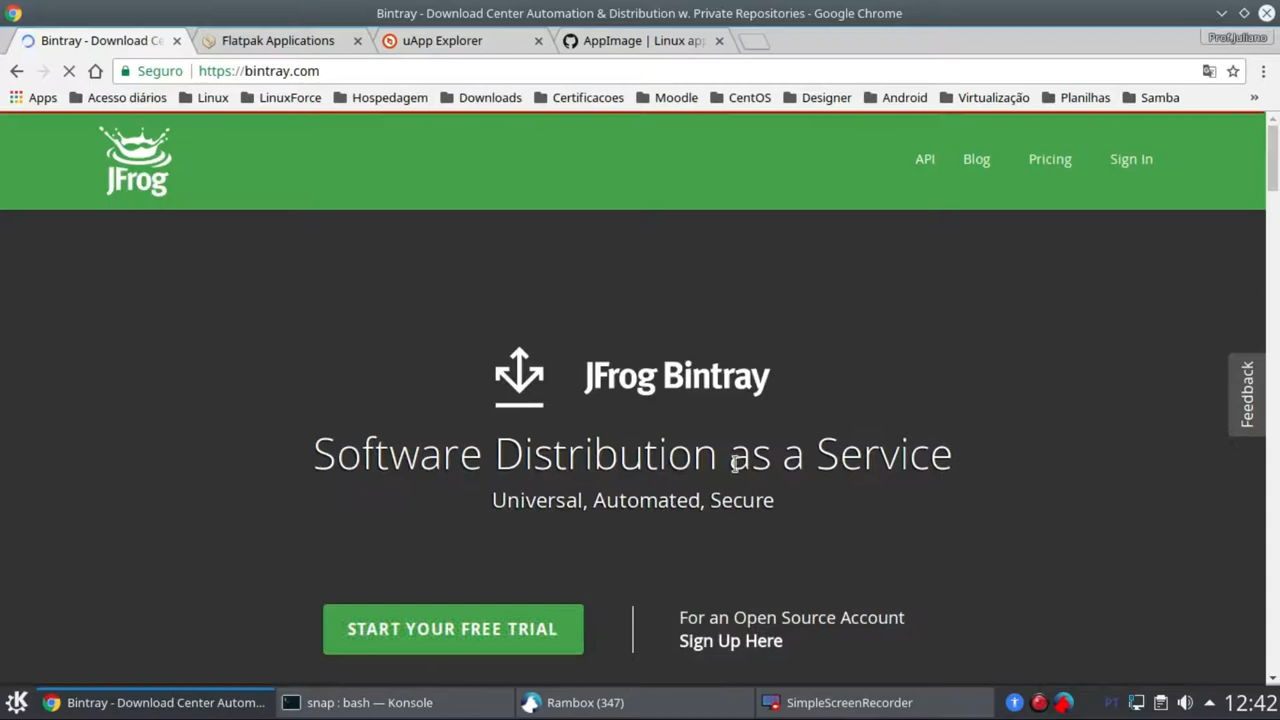 Bintray - Download Center Automation & Distribution w. Private Repositories - Google Chrome
Bintray - Download Ce
Flatpak Applications
uApp Explorer
AppImage | Linux app
Prof.Juliano
Seguro
https://bintray.com
Apps
Acesso diários
Linux
LinuxForce
Hospedagem
Downloads
Certificacoes
Moodle
CentOS
Designer
Android
Virtualização
Planilhas
Samba
»
JFrog
API
Blog
Pricing
Sign In
JFrog Bintray
Software Distribution as a Service
Universal, Automated, Secure
Feedback
START YOUR FREE TRIAL
For an Open Source Account
Sign Up Here
Bintray - Download Center Autom...
snap : bash — Konsole
Rambox (347)
SimpleScreenRecorder
PT
12:42